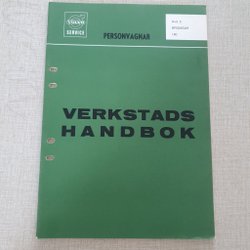 VOLVO
SERVICE
PERSONVAGNAR
VERKSTADS
HANDBOK